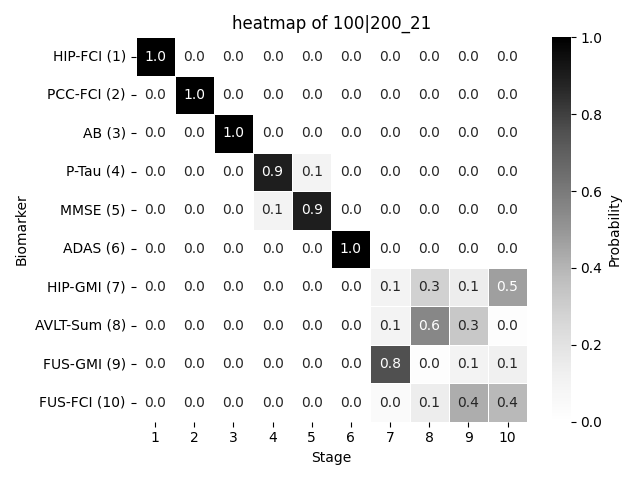 heatmap of 100|200_21
HIP-FCI (1) 1.0 0.0 0.0 0.0 0.0 0.0 0.0 0.0 0.0 0.0
PCC-FCI (2) 0.0 1.0 0.0 0.0 0.0 0.0 0.0 0.0 0.0 0.0
AB (3) 0.0 0.0 1.0 0.0 0.0 0.0 0.0 0.0 0.0 0.0
P-Tau (4) 0.0 0.0 0.0 0.9 0.1 0.0 0.0 0.0 0.0 0.0
MMSE (5) 0.0 0.0 0.0 0.1 0.9 0.0 0.0 0.0 0.0 0.0
ADAS (6) 0.0 0.0 0.0 0.0 0.0 1.0 0.0 0.0 0.0 0.0
HIP-GMI (7) 0.0 0.0 0.0 0.0 0.0 0.0 0.1 0.3 0.1 0.5
AVLT-Sum (8) 0.0 0.0 0.0 0.0 0.0 0.0 0.1 0.6 0.3 0.0
FUS-GMI (9) 0.0 0.0 0.0 0.0 0.0 0.0 0.8 0.0 0.1 0.1
FUS-FCI (10) 0.0 0.0 0.0 0.0 0.0 0.0 0.0 0.1 0.4 0.4
1 2 3 4 5 6 7 8 9 10
Stage
Biomarker
1.0
0.8
0.6
0.4
0.2
0.0
Probability